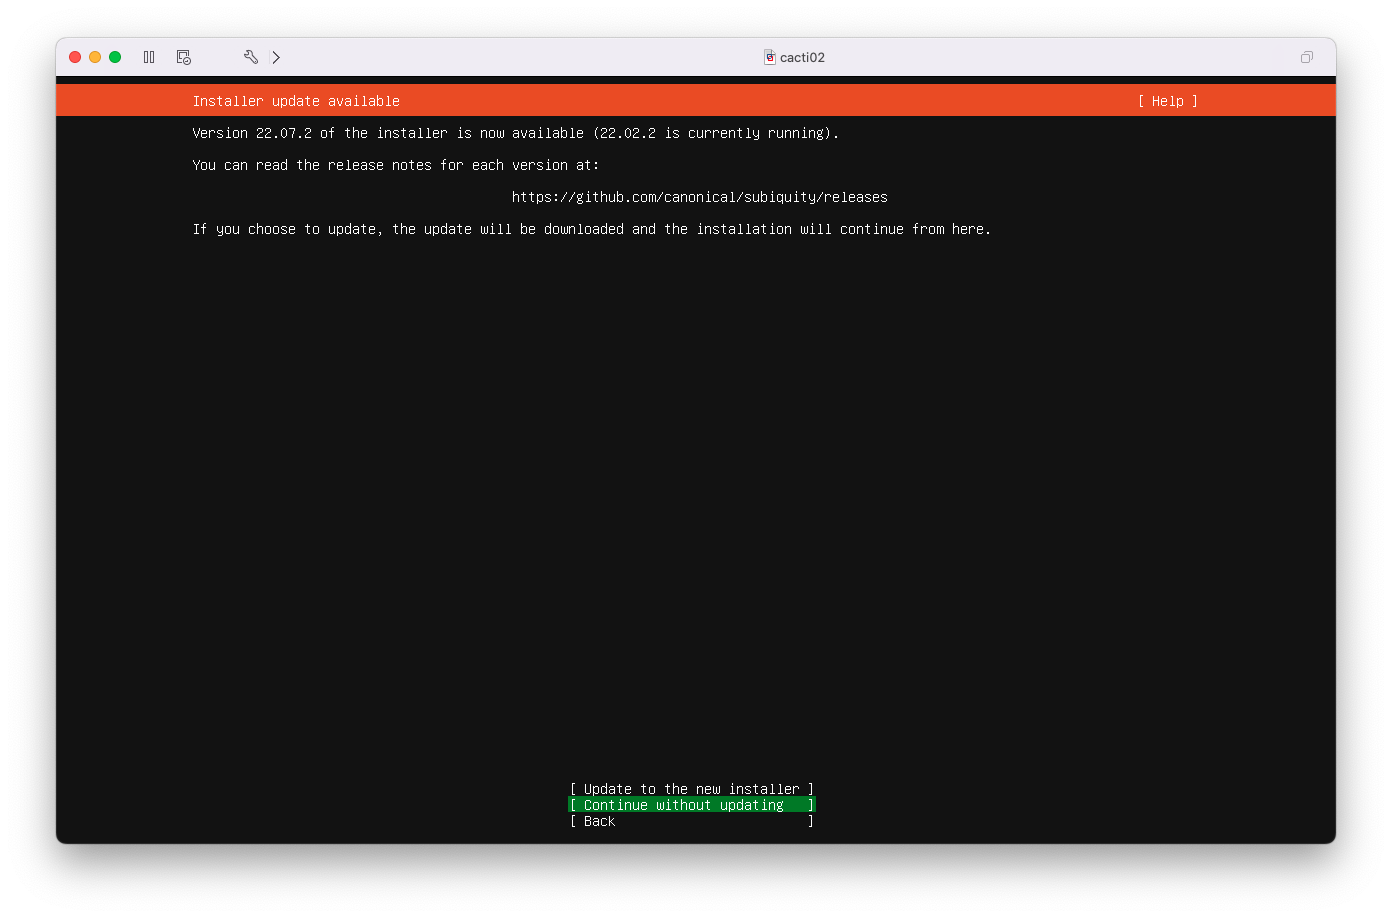 cacti02
Installer update available [ Help ]
Version 22.07.2 of the installer is now available (22.02.2 is currently running).
You can read the release notes for each version at:
https://github.com/canonical/subiquity/releases
If you choose to update, the update will be downloaded and the installation will continue from here.
[ Update to the new installer ]
[ Continue without updating ]
[ Back ]